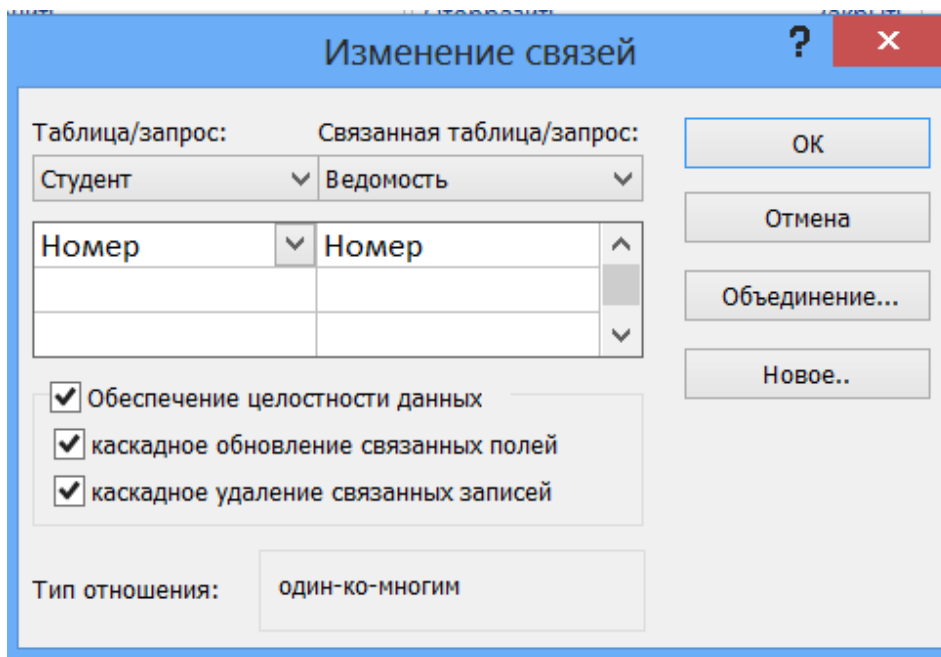 Изменение связей ?
Таблица/запрос: Связанная таблица/запрос:
Студент Ведомость
Номер Номер
Обеспечение целостности данных
каскадное обновление связанных полей
каскадное удаление связанных записей
Тип отношения: один-ко-многим
ОК
Отмена
Объединение...
Новое..